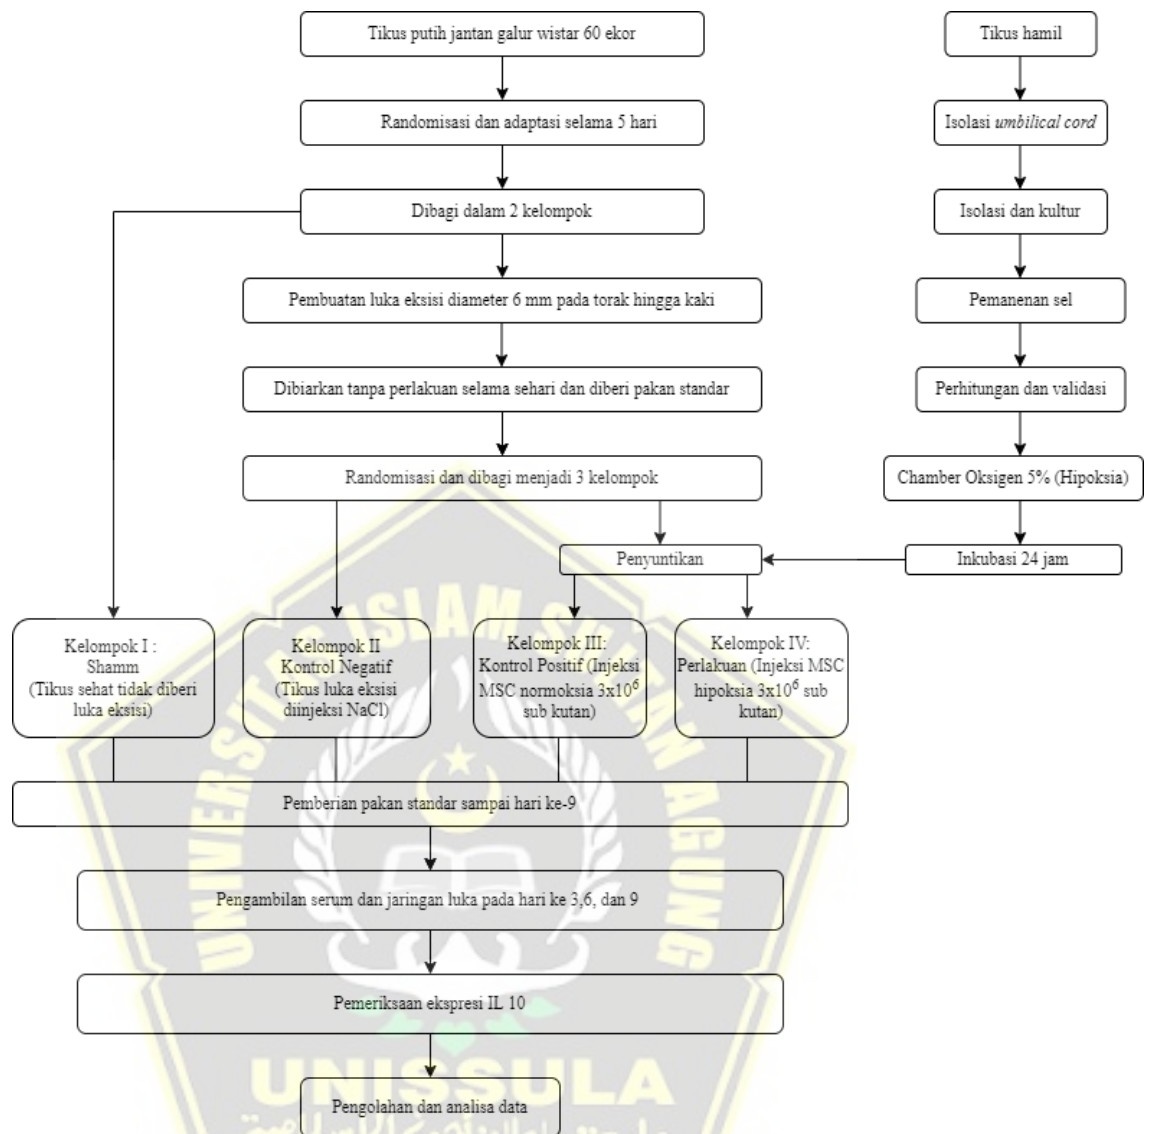 Tikus putih jantan galur wistar 60 ekor
Randomisasi dan adaptasi selama 5 hari
Dibagi dalam 2 kelompok
Pembuatan luka eksisi diameter 6 mm pada torak hingga kaki
Dibiarkan tanpa perlakuan selama sehari dan diberi pakan standar
Randomisasi dan dibagi menjadi 3 kelompok
Tikus hamil
Isolasi umbilical cord
Isolasi dan kultur
Pemanenan sel
Perhitungan dan validasi
Chamber Oksigen 5% (Hipoksia)
Inkubasi 24 jam
Penyuntikan
Kelompok I :
Shamm
(Tikus sehat tidak diberi
luka eksisi)
Kelompok II
Kontrol Negatif
(Tikus luka eksisi
diinjeksi NaCl)
Kelompok III:
Kontrol Positif (Injeksi
MSC normoksia 3x10⁶
sub kutan)
Kelompok IV:
Perlakuan (Injeksi MSC
hipoksia 3x10⁶ sub
kutan)
Pemberian pakan standar sampai hari ke-9
Pengambilan serum dan jaringan luka pada hari ke 3,6, dan 9
Pemeriksaan ekspresi IL 10
Pengolahan dan analisa data
UNIVERSITAS ISLAM SULTAN AGUNG
UNISSULA